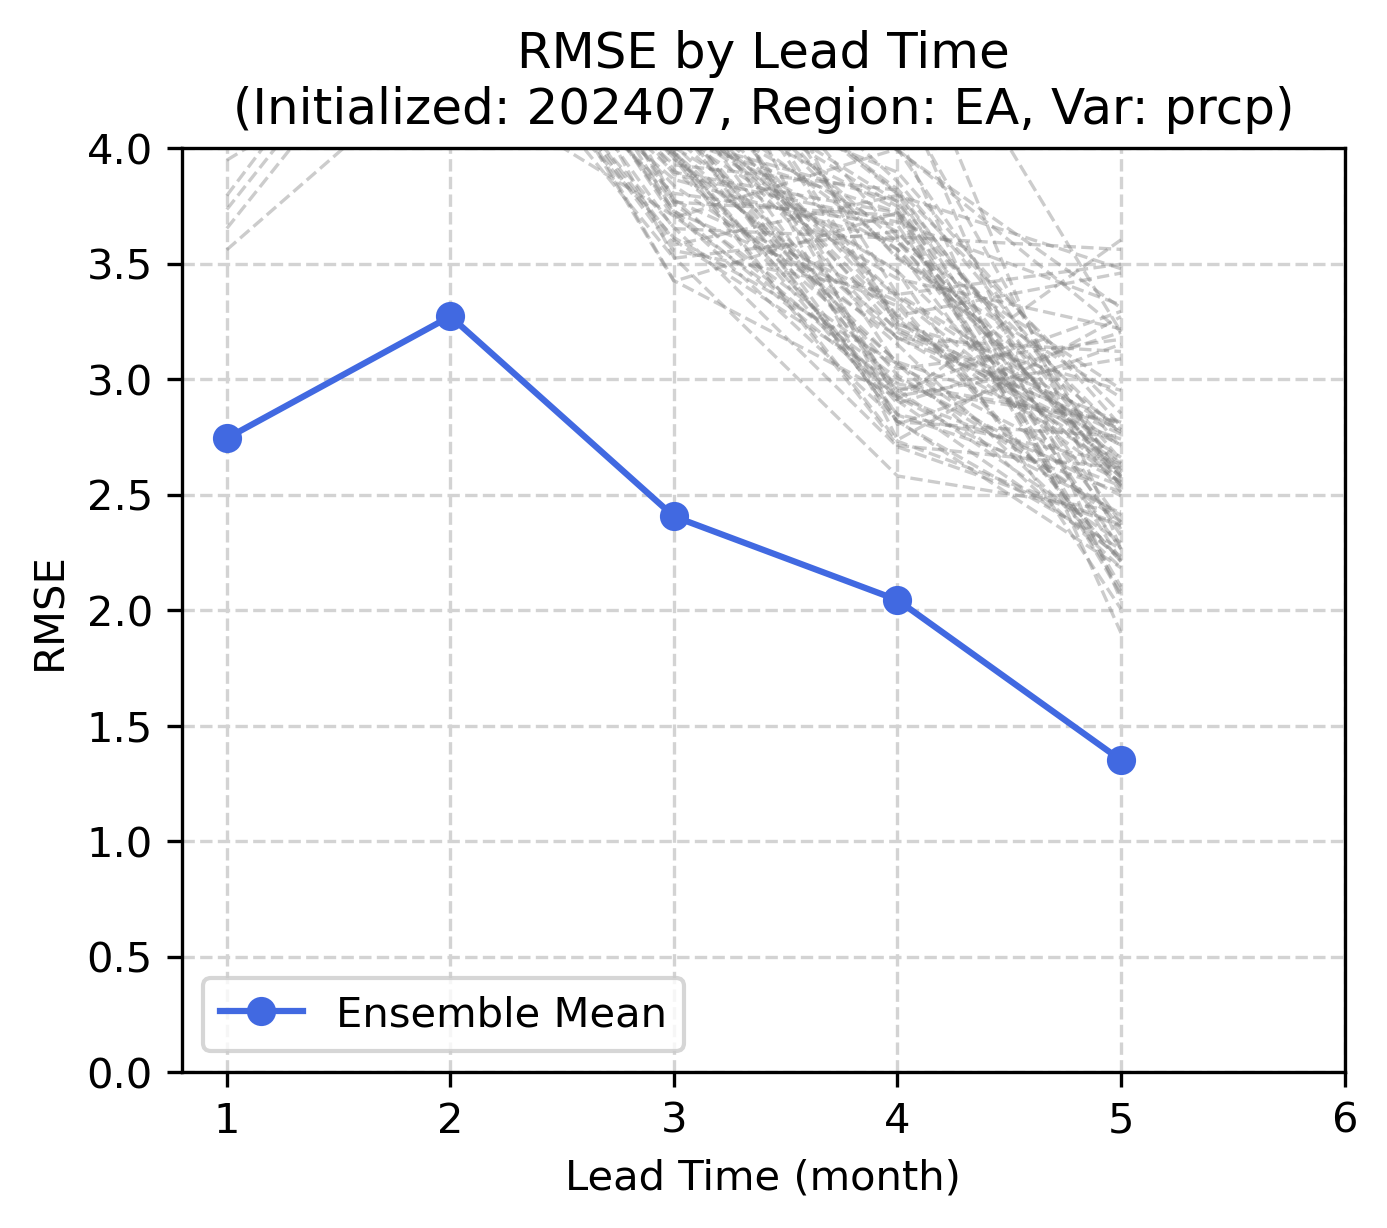 RMSE by Lead Time
(Initialized: 202407, Region: EA, Var: prcp)
4.0
3.5
3.0
2.5
2.0
1.5
1.0
0.5
0.0
RMSE
Ensemble Mean
1 2 3 4 5 6
Lead Time (month)